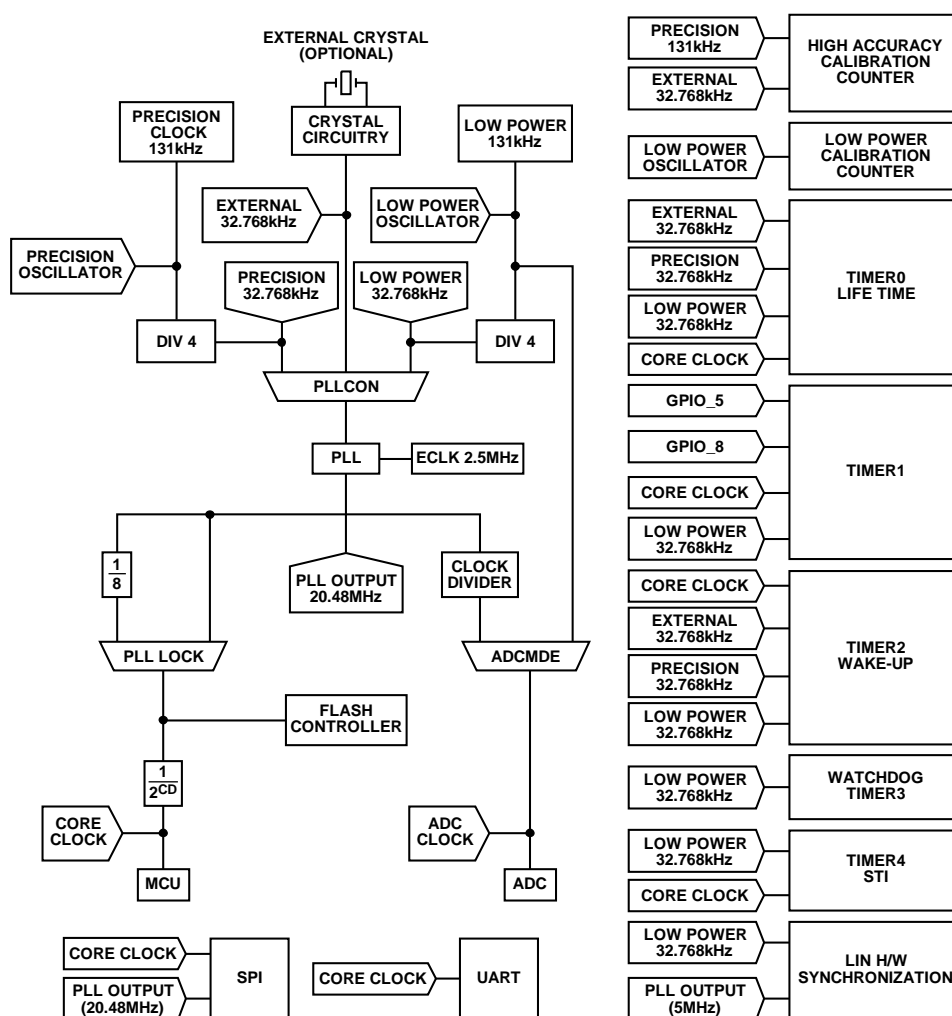 EXTERNAL CRYSTAL
(OPTIONAL)
PRECISION
CLOCK
131kHz
CRYSTAL
CIRCUITRY
LOW POWER
131kHz
EXTERNAL
32.768kHz
LOW POWER
OSCILLATOR
PRECISION
OSCILLATOR
PRECISION
32.768kHz
LOW POWER
32.768kHz
DIV 4
DIV 4
PLLCON
PLL
ECLK 2.5MHz
1
8
PLL OUTPUT
20.48MHz
CLOCK
DIVIDER
PLL LOCK
ADCMDE
FLASH
CONTROLLER
1
2CD
CORE
CLOCK
ADC
CLOCK
MCU
ADC
CORE CLOCK
PLL OUTPUT
(20.48MHz)
SPI
CORE CLOCK
UART
PRECISION
131kHz
EXTERNAL
32.768kHz
HIGH ACCURACY
CALIBRATION
COUNTER
LOW POWER
OSCILLATOR
LOW POWER
CALIBRATION
COUNTER
EXTERNAL
32.768kHz
PRECISION
32.768kHz
LOW POWER
32.768kHz
CORE CLOCK
TIMER0
LIFE TIME
GPIO_5
GPIO_8
CORE CLOCK
LOW POWER
32.768kHz
TIMER1
CORE CLOCK
EXTERNAL
32.768kHz
PRECISION
32.768kHz
LOW POWER
32.768kHz
TIMER2
WAKE-UP
LOW POWER
32.768kHz
WATCHDOG
TIMER3
LOW POWER
32.768kHz
CORE CLOCK
TIMER4
STI
LOW POWER
32.768kHz
PLL OUTPUT
(5MHz)
LIN H/W
SYNCHRONIZATION